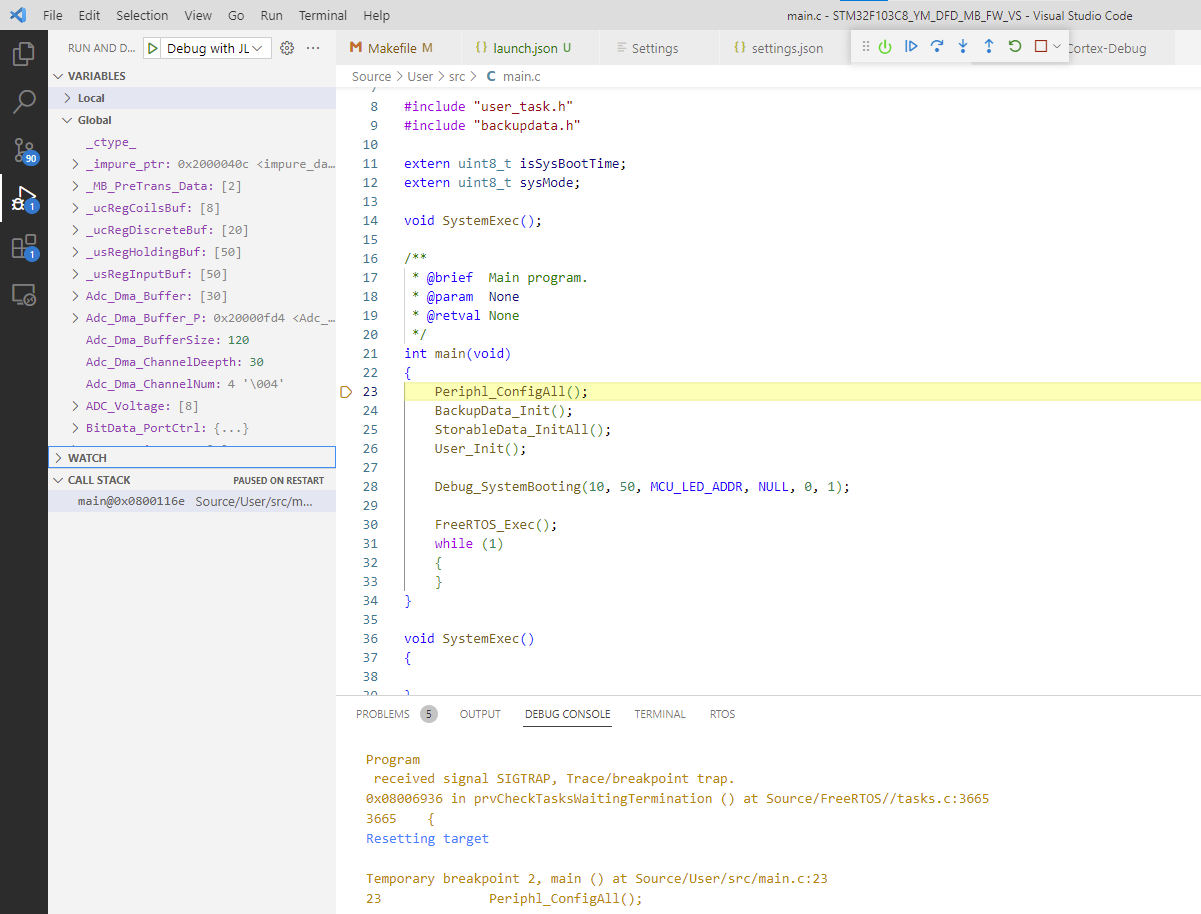 File Edit Selection View Go Run Terminal Help main.c - STM32F103C8_YM_DFD_MB_FW_VS - Visual Studio Code
RUN AND D... Debug with JL ...
M Makefile M {} launch.json U Settings {} settings.json Cortex-Debug
Source > User > src > C main.c
VARIABLES
Local
Global
_ctype_
_impure_ptr: 0x2000040c <impure_da...
_MB_PreTrans_Data: [2]
_ucRegCoilsBuf: [8]
_ucRegDiscreteBuf: [20]
_usRegHoldingBuf: [50]
_usRegInputBuf: [50]
Adc_Dma_Buffer: [30]
Adc_Dma_Buffer_P: 0x20000fd4 <Adc_...
Adc_Dma_BufferSize: 120
Adc_Dma_ChannelDeepth: 30
Adc_Dma_ChannelNum: 4 '\004'
ADC_Voltage: [8]
BitData_PortCtrl: {...}
WATCH
CALL STACK PAUSED ON RESTART
main@0x0800116e Source/User/src/m...
90
1
1
7
8 #include "user_task.h"
9 #include "backupdata.h"
10
11 extern uint8_t isSysBootTime;
12 extern uint8_t sysMode;
13
14 void SystemExec();
15
16 /**
17 * @brief Main program.
18 * @param None
19 * @retval None
20 */
21 int main(void)
22 {
23 Periphl_ConfigAll();
24 BackupData_Init();
25 StorableData_InitAll();
26 User_Init();
27
28 Debug_SystemBooting(10, 50, MCU_LED_ADDR, NULL, 0, 1);
29
30 FreeRTOS_Exec();
31 while (1)
32 {
33 }
34 }
35
36 void SystemExec()
37 {
38
39 }
PROBLEMS 5 OUTPUT DEBUG CONSOLE TERMINAL RTOS
Program
received signal SIGTRAP, Trace/breakpoint trap.
0x08006936 in prvCheckTasksWaitingTermination () at Source/FreeRTOS//tasks.c:3665
3665 {
Resetting target
Temporary breakpoint 2, main () at Source/User/src/main.c:23
23 Periphl_ConfigAll();